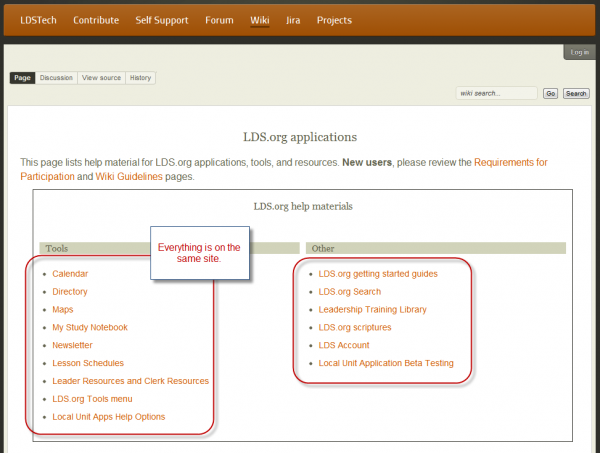 LDSTech Contribute Self Support Forum Wiki Jira Projects
Log in
Page Discussion View source History
wiki search... Go Search
LDS.org applications
This page lists help material for LDS.org applications, tools, and resources. New users, please review the Requirements for
Participation and Wiki Guidelines pages.
LDS.org help materials
Tools
Everything is on the
same site.
Calendar
Directory
Maps
My Study Notebook
Newsletter
Lesson Schedules
Leader Resources and Clerk Resources
LDS.org Tools menu
Local Unit Apps Help Options
Other
LDS.org getting started guides
LDS.org Search
Leadership Training Library
LDS.org scriptures
LDS Account
Local Unit Application Beta Testing